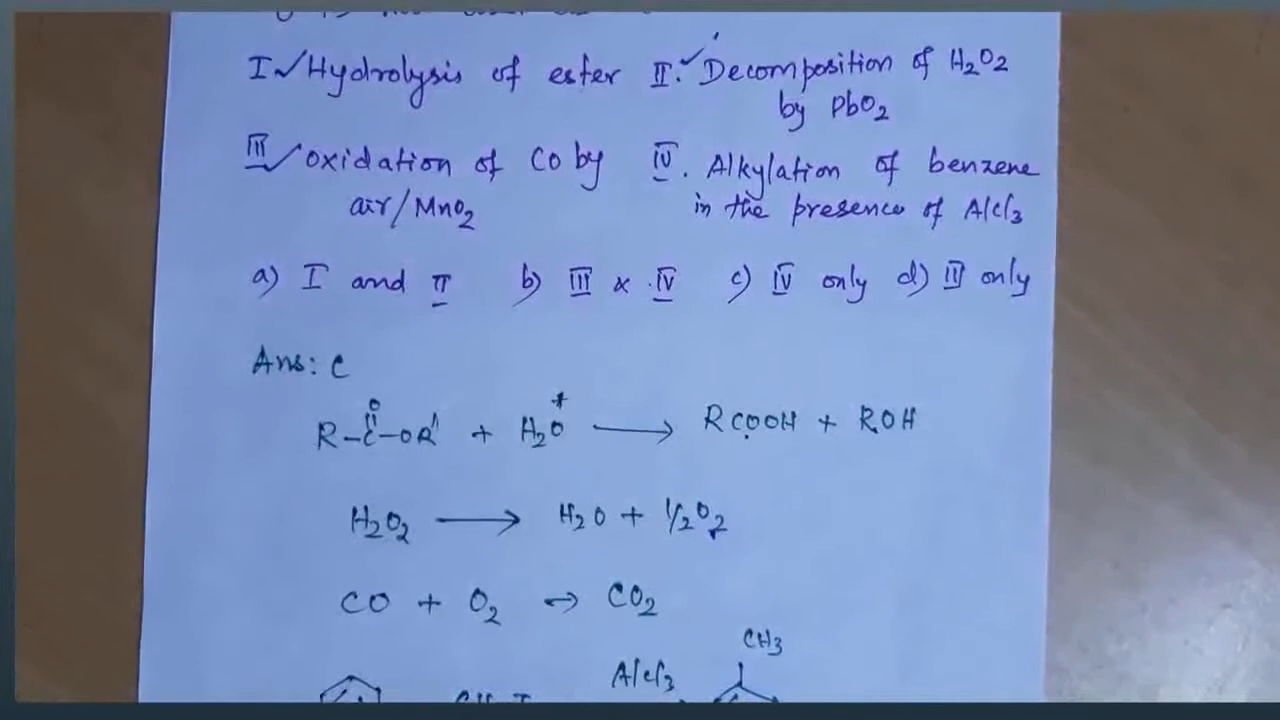 I Hydrolysis of ester II. Decomposition of H2O2
by PbO2
III oxidation of CO by IV. Alkylation of benzene
air/MnO2 in the presence of AlCl3
a) I and II b) III & IV c) IV only d) II only
Ans: C
R-C-OR' + H2O → RCOOH + ROH
O +
H2O2 → H2O + 1/2O2
CO + O2 → CO2
CH3
AlCl3